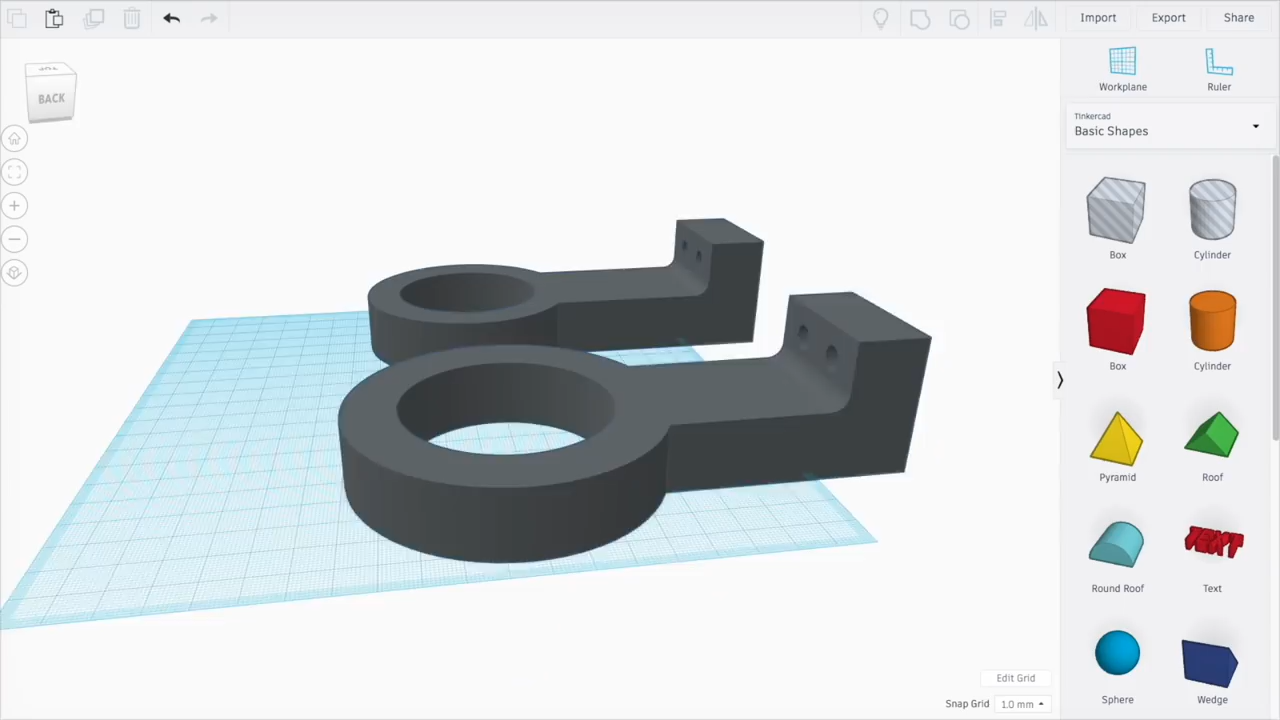 Import
Export
Share
BACK
Workplane
Ruler
Tinkercad
Basic Shapes
Box
Cylinder
Box
Cylinder
Pyramid
Roof
Round Roof
Text
TEXT
Sphere
Wedge
Edit Grid
Snap Grid
1.0 mm